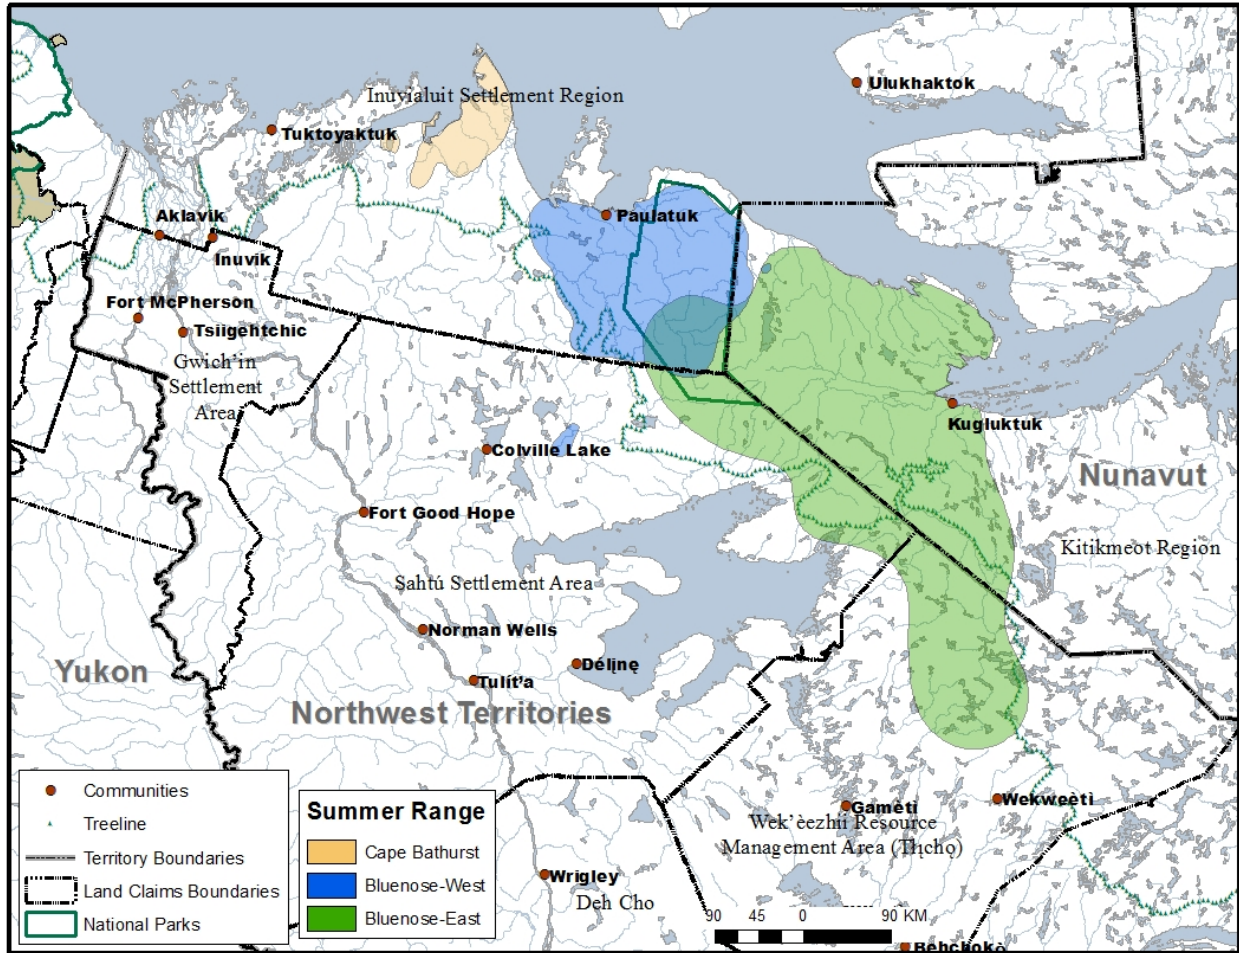 Ulukhaktok
Inuvialuit Settlement Region
Tuktoyaktuk
Aklavik
Paulatuk
Inuvik
Fort McPherson
Tsiigehtchic
Gwich'in
Settlement
Area
Kugluktuk
Colville Lake
Nunavut
Fort Good Hope
Kitikmeot Region
Sahtú Settlement Area
Norman Wells
Délįnę
Yukon
Tulít'a
Northwest Territories
Communities
Treeline
Territory Boundaries
Land Claims Boundaries
National Parks
Summer Range
Cape Bathurst
Bluenose-West
Bluenose-East
Gamètì
Wekweètì
Wek'èezhìi Resource
Management Area (Tłįchǫ)
Wrigley
Deh Cho
90 45 0 90 KM
Behchokǫ̀